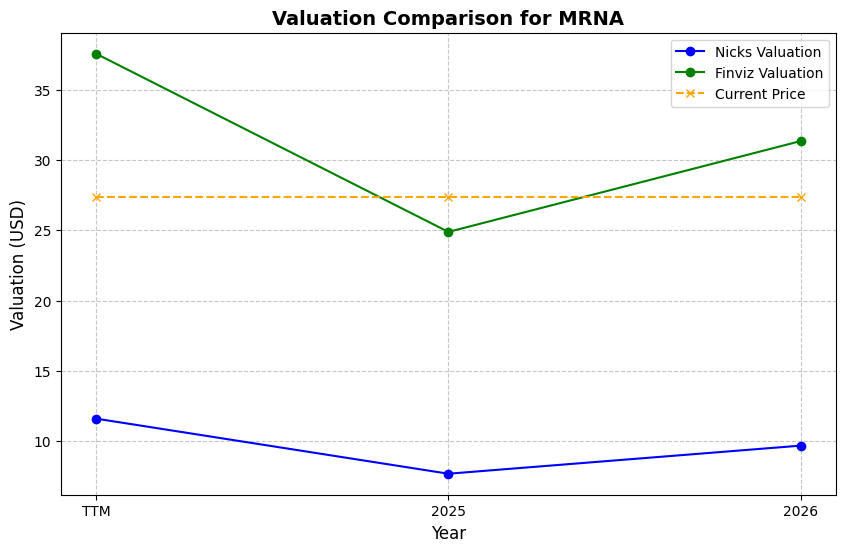 Valuation Comparison for MRNA
Nicks Valuation
Finviz Valuation
Current Price
Valuation (USD)
35
30
25
20
15
10
TTM
2025
2026
Year